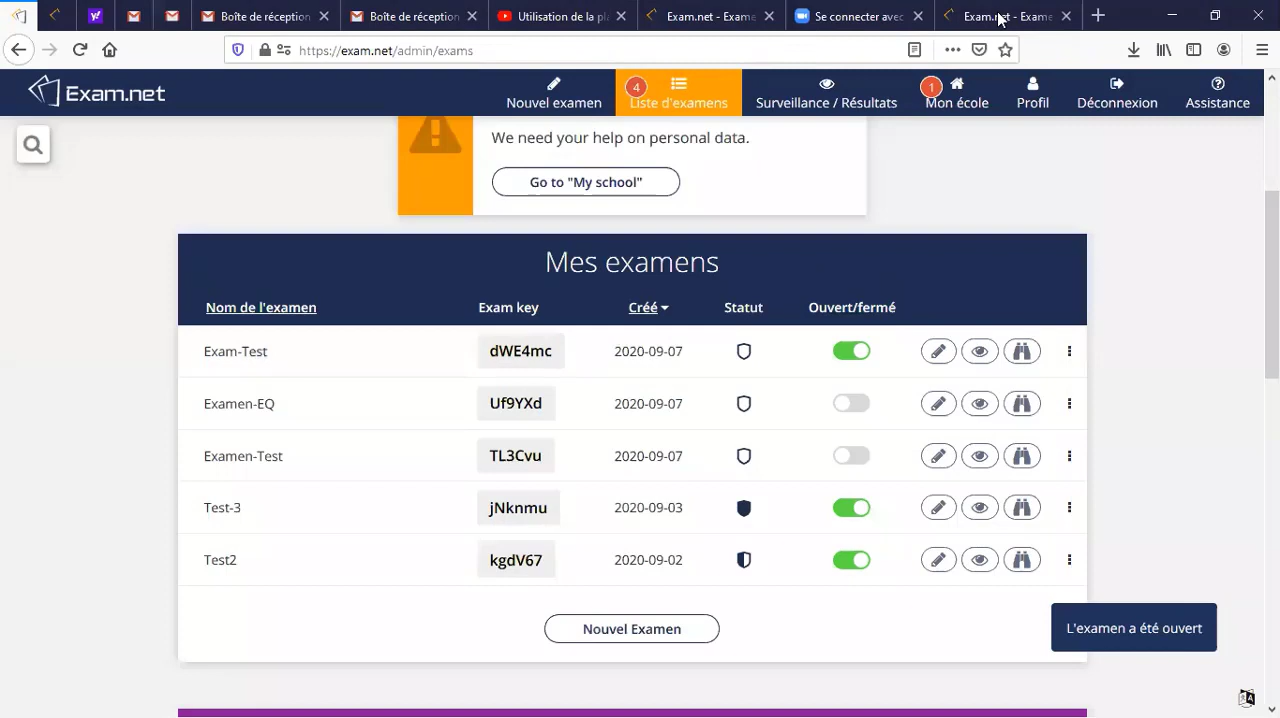 Boîte de réception
Boîte de réception
Utilisation de la pl
Exam.net - Exame
Se connecter avec
Exam.net - Exame
https://exam.net/admin/exams
Exam.net
Nouvel examen
4
Liste d'examens
Surveillance / Résultats
1
Mon école
Profil
Déconnexion
Assistance
We need your help on personal data.
Go to "My school"
Mes examens
Nom de l'examen Exam key Créé Statut Ouvert/fermé
Exam-Test dWE4mc 2020-09-07
Examen-EQ Uf9YXd 2020-09-07
Examen-Test TL3Cvu 2020-09-07
Test-3 jNknmu 2020-09-03
Test2 kgdV67 2020-09-02
Nouvel Examen
L'examen a été ouvert